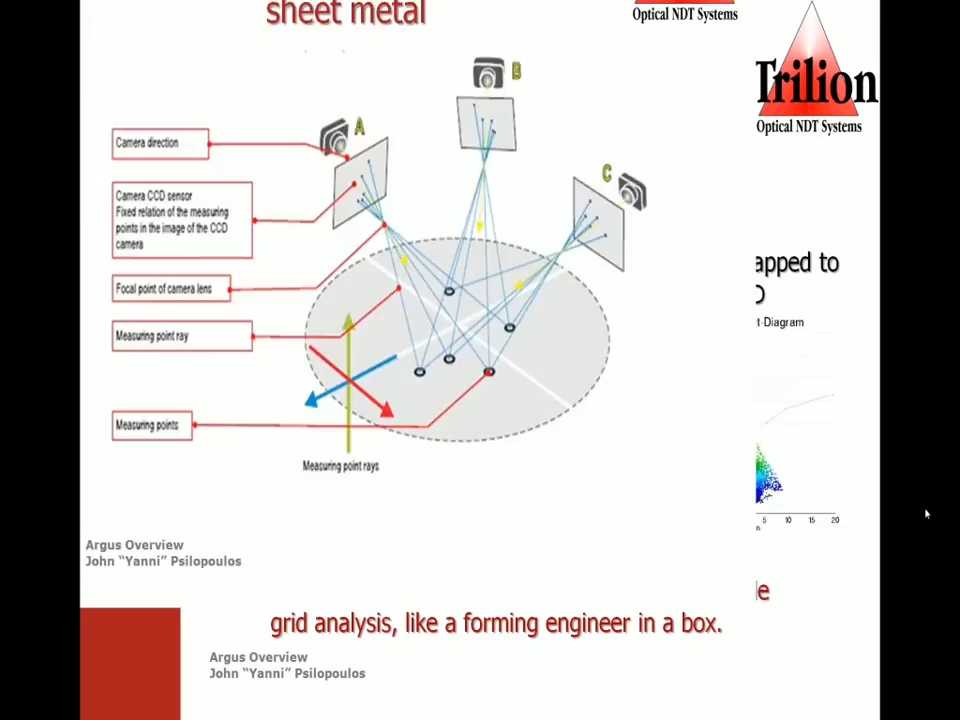 sheet metal
Optical NDT Systems
Trilion
Optical NDT Systems
B
A
C
Camera direction
Camera CCD sensor
Fixed relation of the measuring
points in the image of the CCD
camera
Focal point of camera lens
Measuring point ray
Measuring points
Measuring point rays
apped to
D
t-Diagram
5 10 15 20
Argus Overview
John “Yanni” Psilopoulos
le
grid analysis, like a forming engineer in a box.
Argus Overview
John “Yanni” Psilopoulos